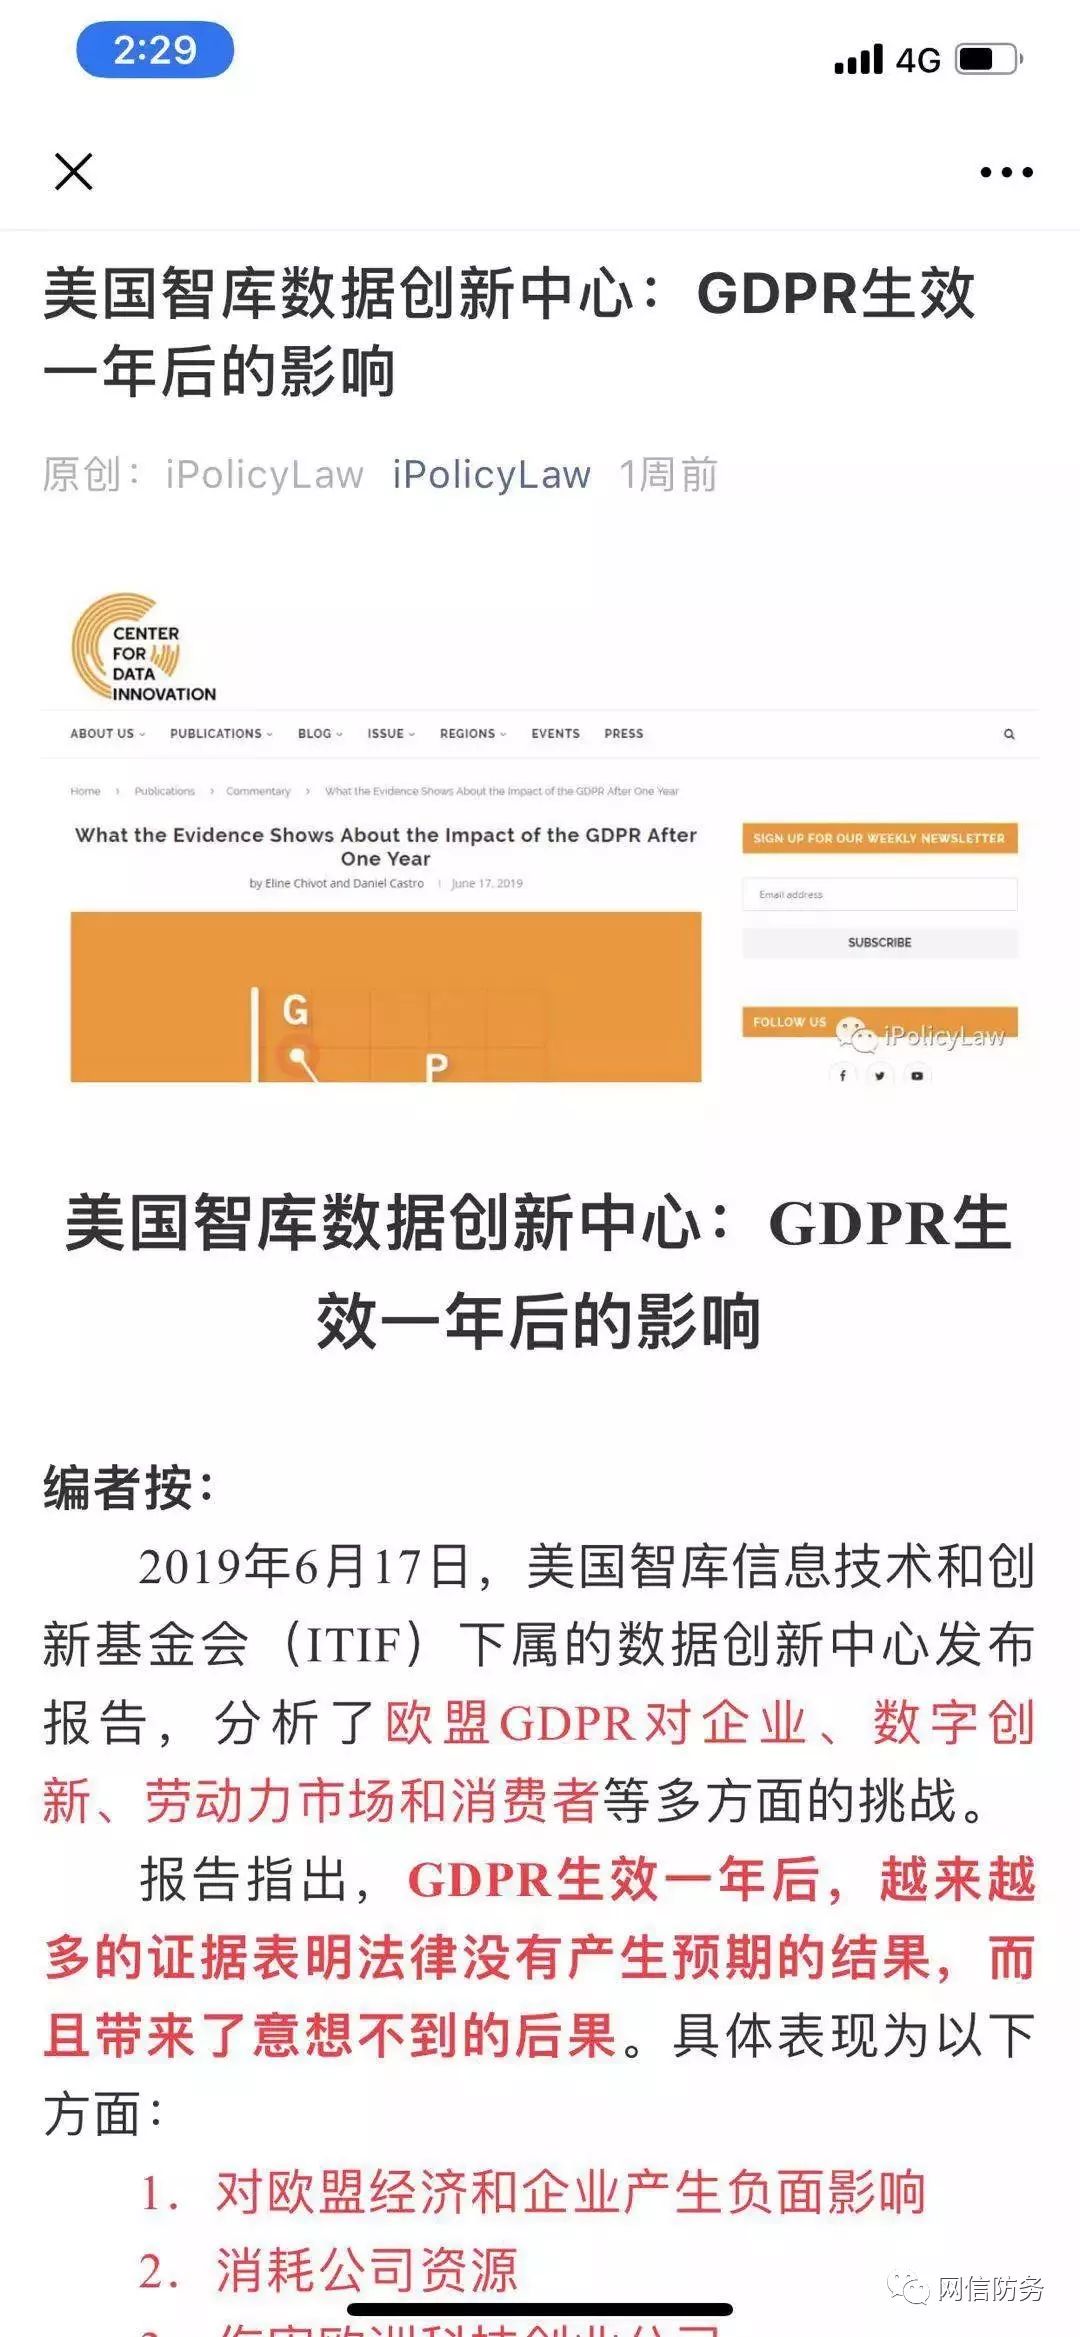 2:29
4G
美国智库数据创新中心：GDPR生效
一年后的影响
原创：iPolicyLaw iPolicyLaw 1周前
CENTER
FOR
DATA
INNOVATION
ABOUT US PUBLICATIONS BLOG ISSUE REGIONS EVENTS PRESS
Home > Publications > Commentary > What the Evidence Shows About the Impact of the GDPR After One Year
What the Evidence Shows About the Impact of the GDPR After
One Year
by Eline Chivot and Daniel Castro | June 17, 2019
SIGN UP FOR OUR WEEKLY NEWSLETTER
Email address
SUBSCRIBE
FOLLOW US
iPolicyLaw
G
P
美国智库数据创新中心：GDPR生
效一年后的影响
编者按：
2019年6月17日，美国智库信息技术和创
新基金会（ITIF）下属的数据创新中心发布
报告，分析了欧盟GDPR对企业、数字创
新、劳动力市场和消费者等多方面的挑战。
报告指出，GDPR生效一年后，越来越
多的证据表明法律没有产生预期的结果，而
且带来了意想不到的后果。具体表现为以下
方面：
1. 对欧盟经济和企业产生负面影响
2. 消耗公司资源
网信防务